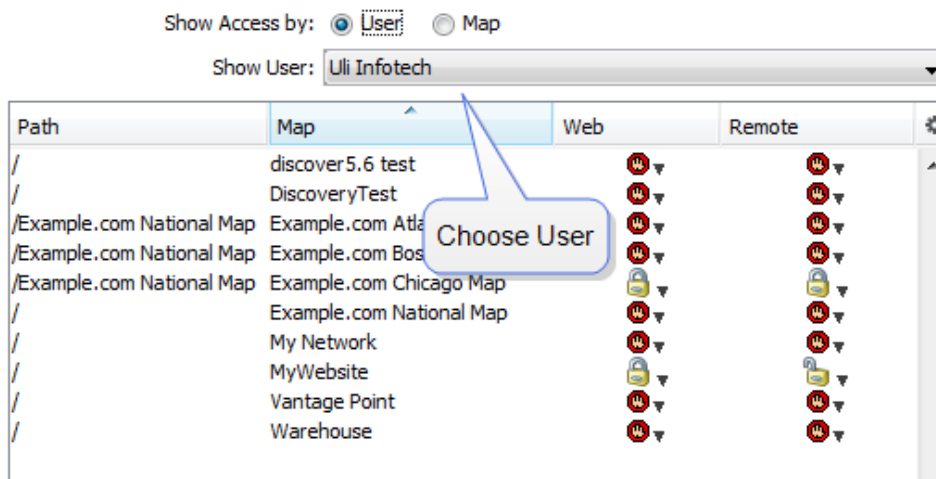 Show Access by: User Map
Show User: Uli Infotech
Path Map Web Remote
/ discover5.6 test
/ DiscoveryTest
/Example.com National Map Example.com Atla
/Example.com National Map Example.com Bos
Choose User
/Example.com National Map Example.com Chicago Map
/ Example.com National Map
/ My Network
/ MyWebsite
/ Vantage Point
/ Warehouse